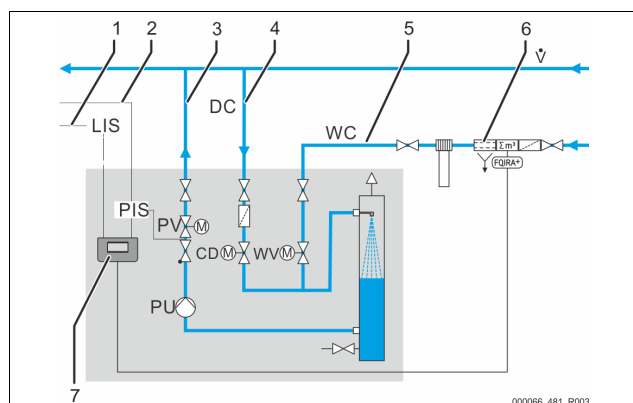 1 2 3 4 5 6
V̇
DC
WC
LIS
Σm³
FQIRA+
PIS
PV M
CD M WV M
PU
7
000066_481_R003